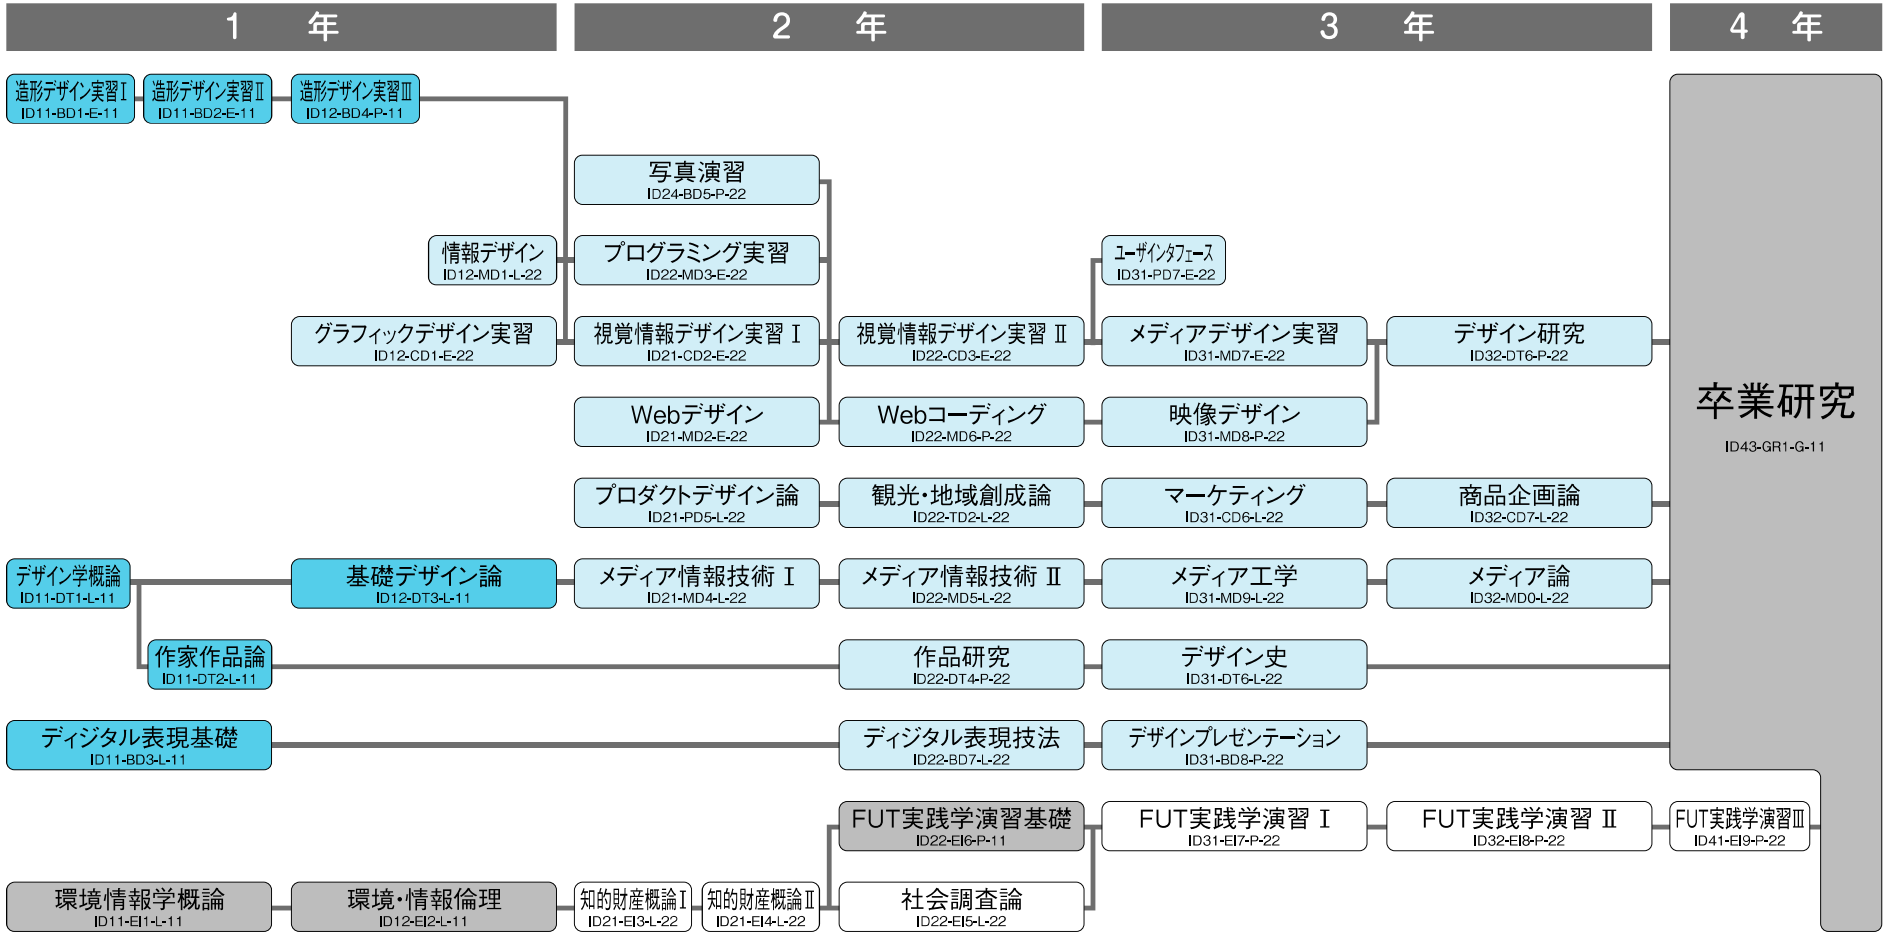 1 年
2 年
3 年
4 年
造形デザイン実習Ⅰ
ID11-BD1-E-11
造形デザイン実習Ⅱ
ID11-BD2-E-11
造形デザイン実習Ⅲ
ID12-BD4-P-11
写真演習
ID24-BD5-P-22
情報デザイン
ID12-MD1-L-22
プログラミング実習
ID22-MD3-E-22
ユーザインタフェース
ID31-PD7-E-22
グラフィックデザイン実習
ID12-CD1-E-22
視覚情報デザイン実習 Ⅰ
ID21-CD2-E-22
視覚情報デザイン実習 Ⅱ
ID22-CD3-E-22
メディアデザイン実習
ID31-MD7-E-22
デザイン研究
ID32-DT6-P-22
Webデザイン
ID21-MD2-E-22
Webコーディング
ID22-MD6-P-22
映像デザイン
ID31-MD8-P-22
卒業研究
ID43-GR1-G-11
プロダクトデザイン論
ID21-PD5-L-22
観光・地域創成論
ID22-TD2-L-22
マーケティング
ID31-CD6-L-22
商品企画論
ID32-CD7-L-22
デザイン学概論
ID11-DT1-L-11
基礎デザイン論
ID12-DT3-L-11
メディア情報技術 Ⅰ
ID21-MD4-L-22
メディア情報技術 Ⅱ
ID22-MD5-L-22
メディア工学
ID31-MD9-L-22
メディア論
ID32-MD0-L-22
作家作品論
ID11-DT2-L-11
作品研究
ID22-DT4-P-22
デザイン史
ID31-DT6-L-22
ディジタル表現基礎
ID11-BD3-L-11
ディジタル表現技法
ID22-BD7-L-22
デザインプレゼンテーション
ID31-BD8-P-22
FUT実践学演習基礎
ID22-EI6-P-11
FUT実践学演習 Ⅰ
ID31-EI7-P-22
FUT実践学演習 Ⅱ
ID32-EI8-P-22
FUT実践学演習Ⅲ
ID41-EI9-P-22
環境情報学概論
ID11-EI1-L-11
環境・情報倫理
ID12-EI2-L-11
知的財産概論Ⅰ
ID21-EI3-L-22
知的財産概論Ⅱ
ID21-EI4-L-22
社会調査論
ID22-EI5-L-22